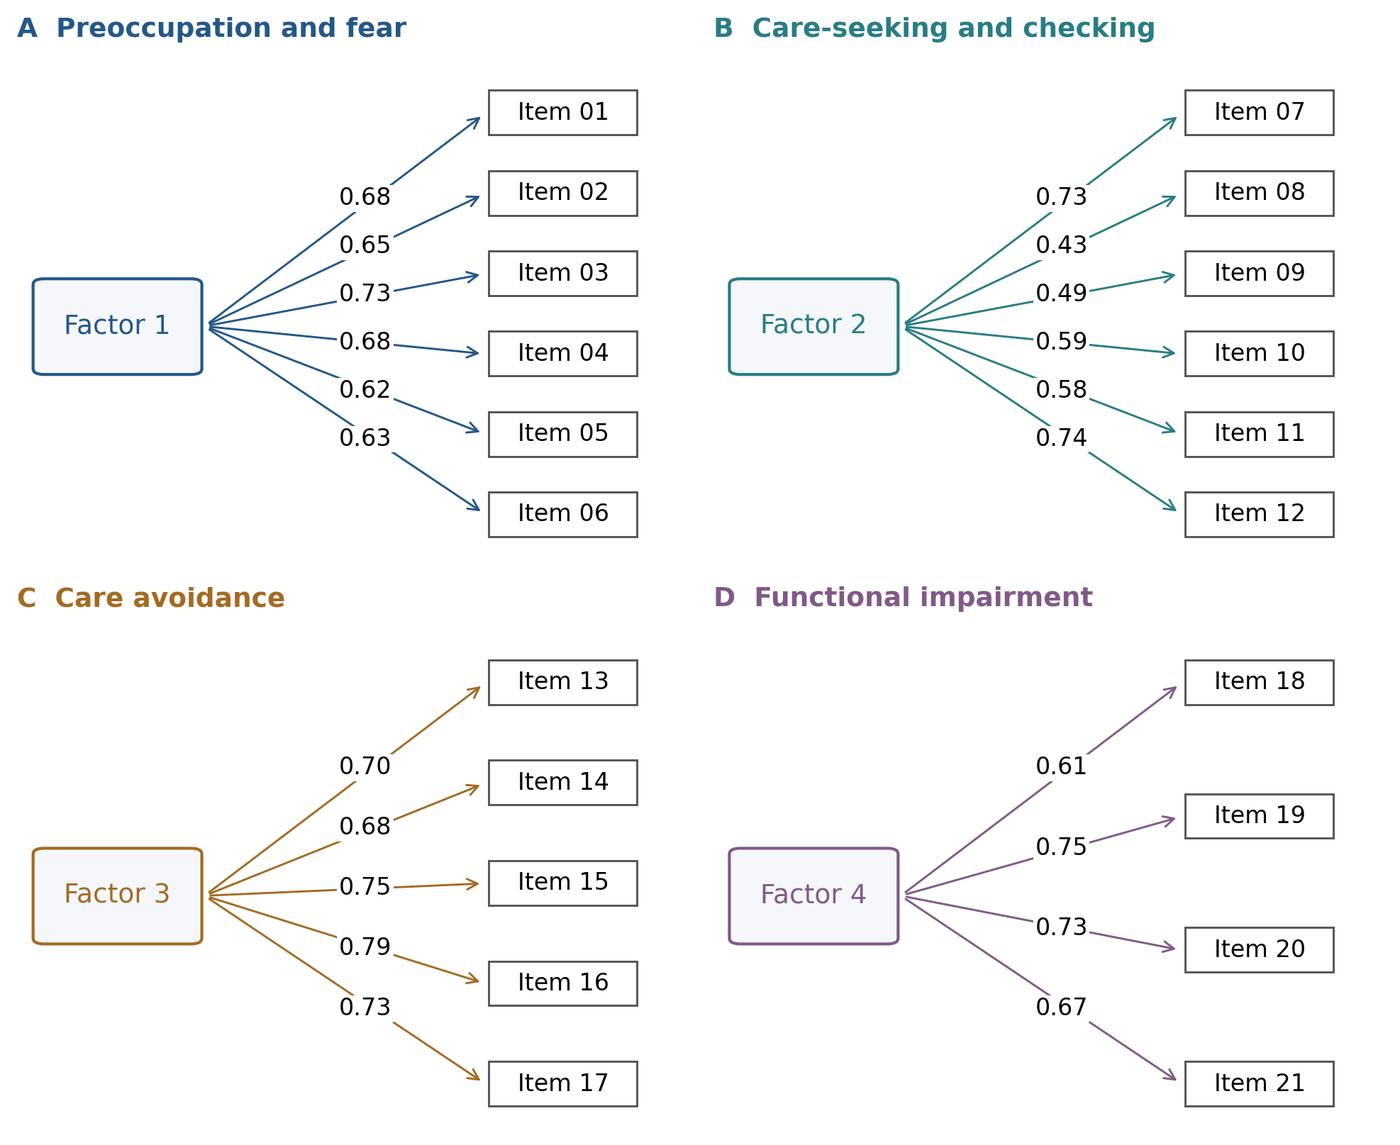 A  Preoccupation and fear
Item 01
Item 02
Item 03
Item 04
Item 05
Item 06
0.68
0.65
0.73
0.68
0.62
0.63
Factor 1
B  Care-seeking and checking
Item 07
Item 08
Item 09
Item 10
Item 11
Item 12
0.73
0.43
0.49
0.59
0.58
0.74
Factor 2
C  Care avoidance
Item 13
Item 14
Item 15
Item 16
Item 17
0.70
0.68
0.75
0.79
0.73
Factor 3
D  Functional impairment
Item 18
Item 19
Item 20
Item 21
0.61
0.75
0.73
0.67
Factor 4